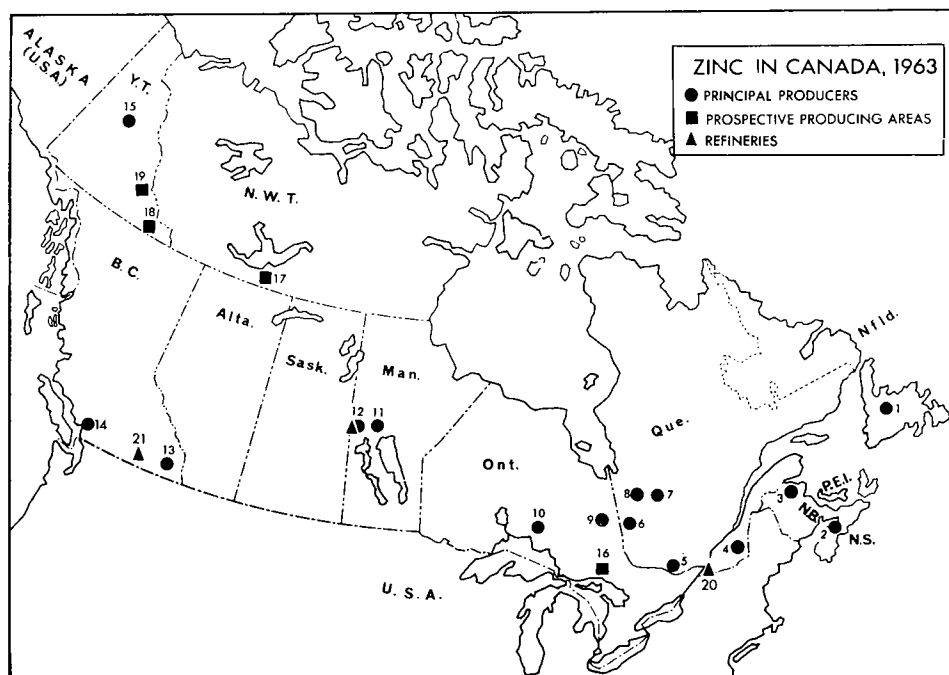 ALASKA
(U.S.A)
Y.T.
15
19
18
N.W.T.
17
ZINC IN CANADA, 1963
PRINCIPAL PRODUCERS
PROSPECTIVE PRODUCING AREAS
REFINERIES
B.C.
Alta.
Sask.
Man.
Nfld.
14
21
13
12
11
Ont.
Que.
1
8
7
9
6
10
16
5
4
20
3
P.E.I.
N.B.
2
N.S.
U.S.A.